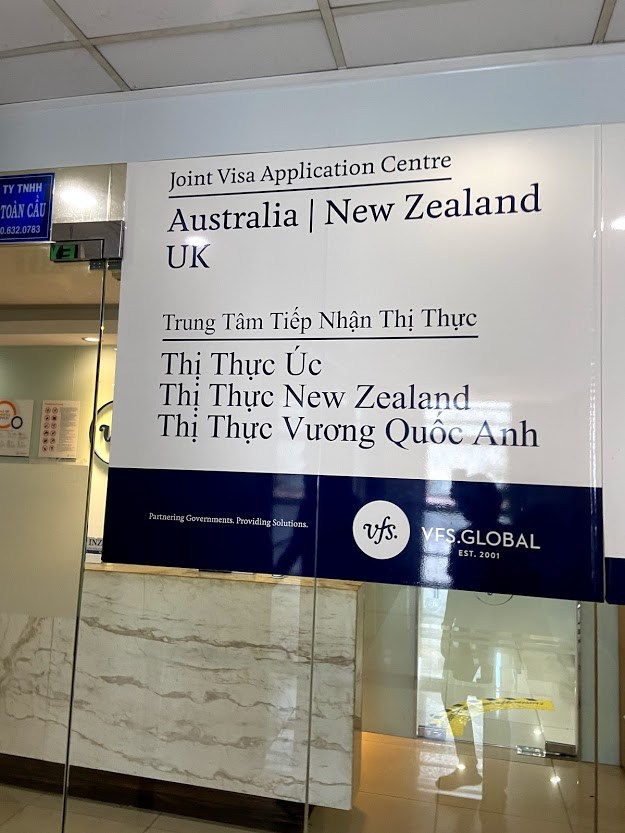 TY TNHH
TOÀN CẦU
0.632.0783
Joint Visa Application Centre
Australia | New Zealand
UK
Trung Tâm Tiếp Nhận Thị Thực
Thị Thực Úc
Thị Thực New Zealand
Thị Thực Vương Quốc Anh
Partnering Governments. Providing Solutions.
vfs.
VFS.GLOBAL
EST. 2001